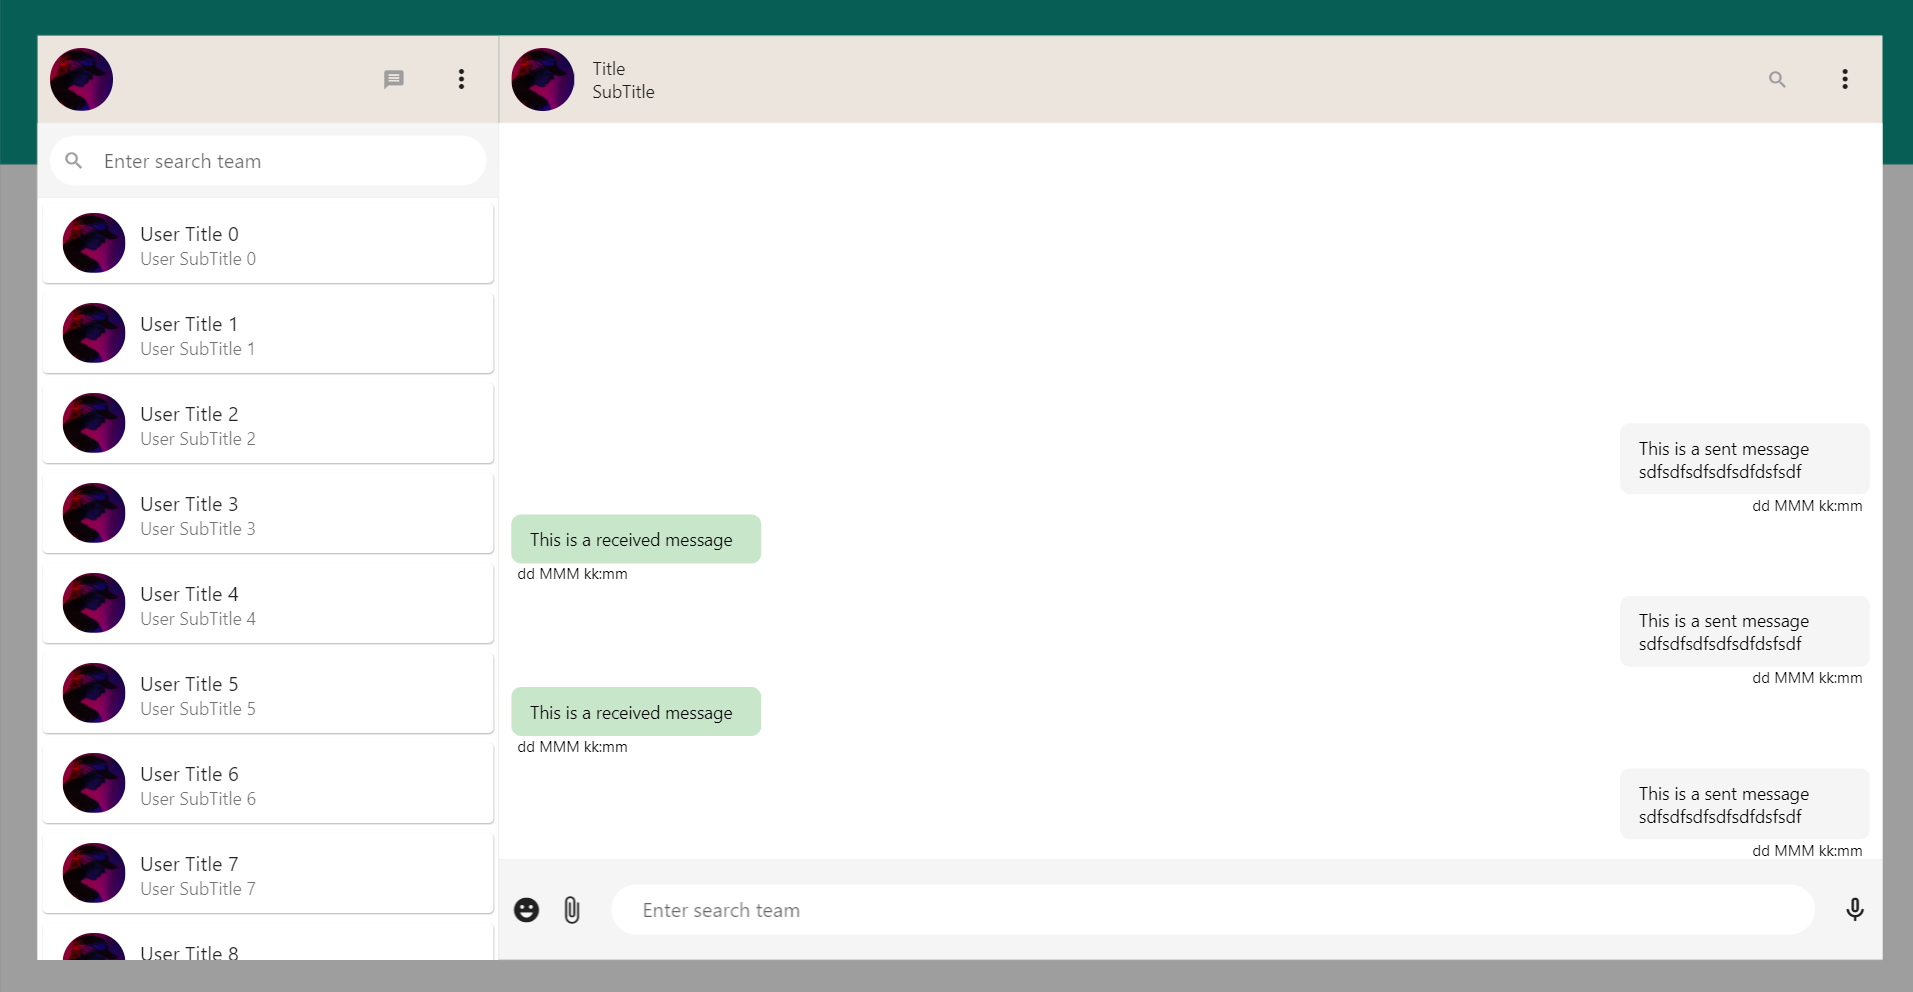 Title
SubTitle
Enter search team
User Title 0
User SubTitle 0
User Title 1
User SubTitle 1
User Title 2
User SubTitle 2
User Title 3
User SubTitle 3
User Title 4
User SubTitle 4
User Title 5
User SubTitle 5
User Title 6
User SubTitle 6
User Title 7
User SubTitle 7
User Title 8
This is a sent message
sdfsdfsdfsdfsdfdsfsdf
dd MMM kk:mm
This is a received message
dd MMM kk:mm
This is a sent message
sdfsdfsdfsdfsdfdsfsdf
dd MMM kk:mm
This is a received message
dd MMM kk:mm
This is a sent message
sdfsdfsdfsdfsdfdsfsdf
dd MMM kk:mm
Enter search team